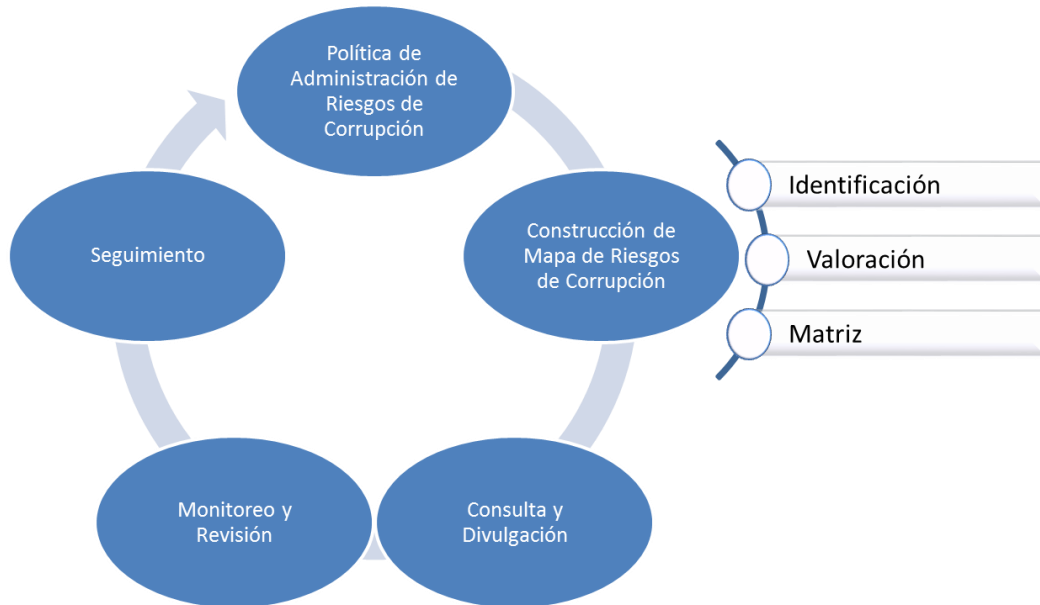 Política de
Administración de
Riesgos de
Corrupción
Construcción de
Mapa de Riesgos
de Corrupción
Identificación
Valoración
Matriz
Consulta y
Divulgación
Monitoreo y
Revisión
Seguimiento